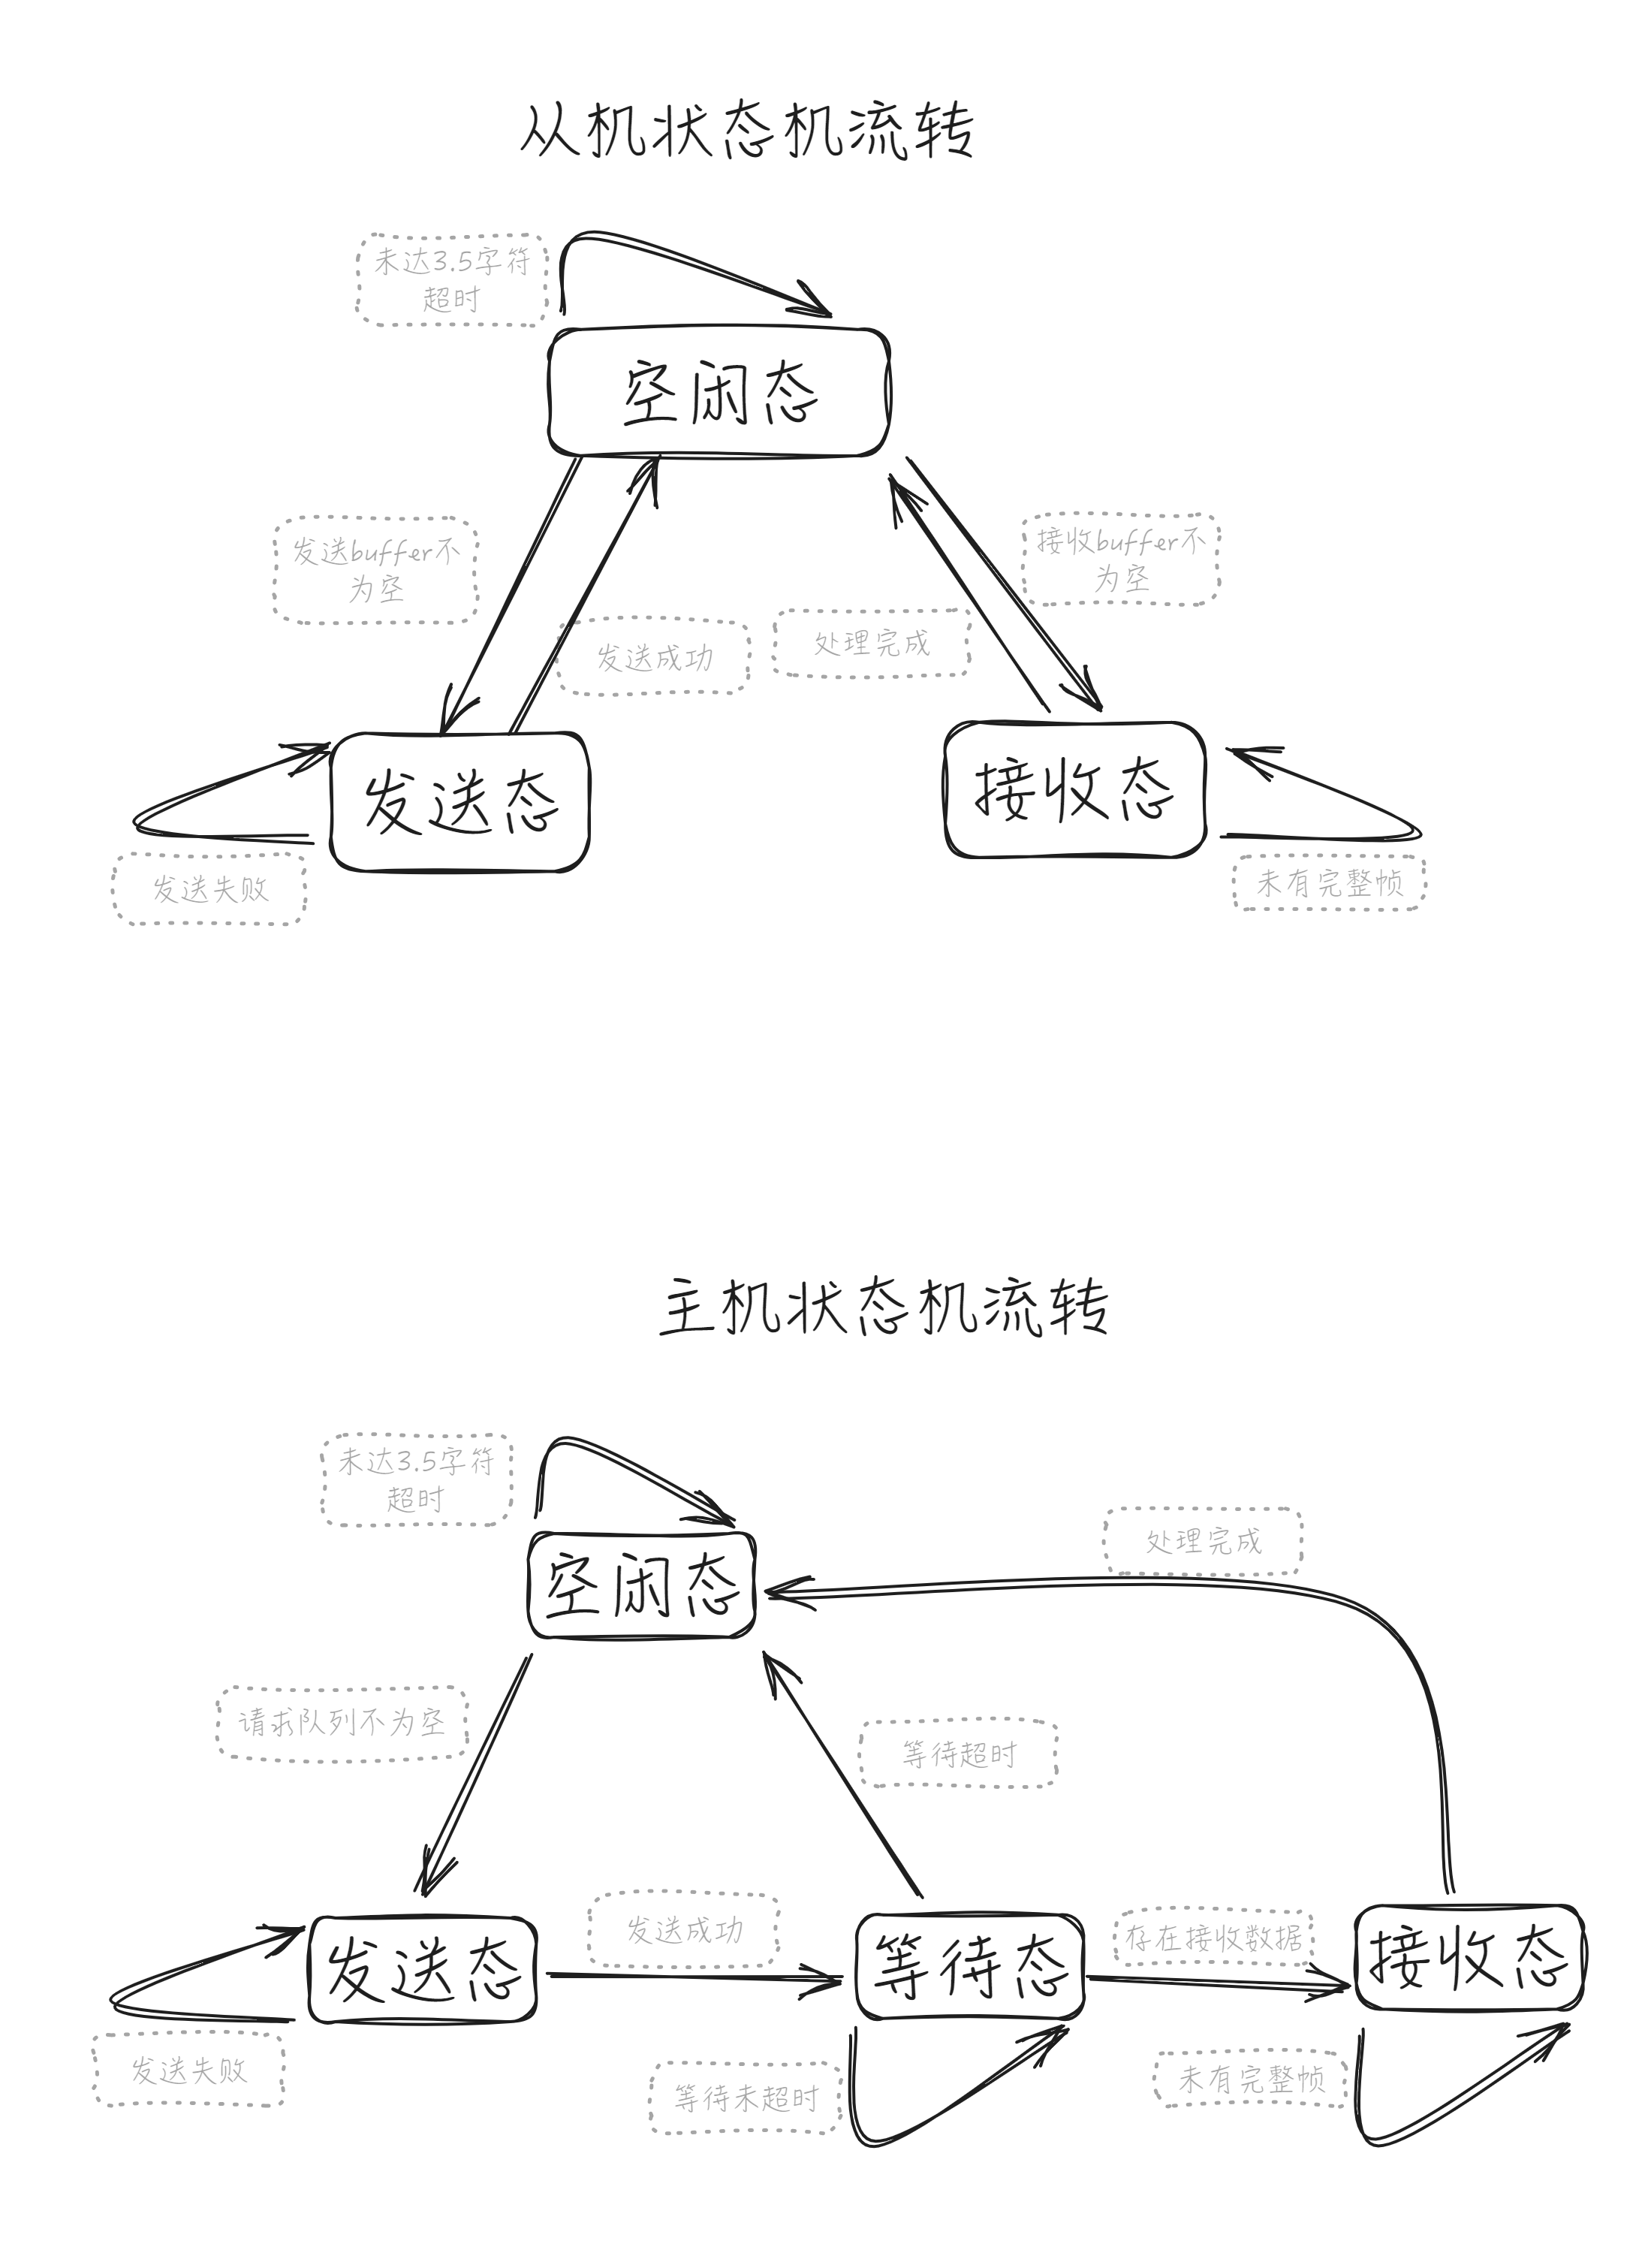 从机状态机流转
未达3.5字符
超时
空闲态
发送buffer不
为空
接收buffer不
为空
发送成功
处理完成
发送态
接收态
发送失败
未有完整帧
主机状态机流转
未达3.5字符
超时
处理完成
空闲态
请求队列不为空
等待超时
发送成功
存在接收数据
发送态
等待态
接收态
发送失败
等待未超时
未有完整帧